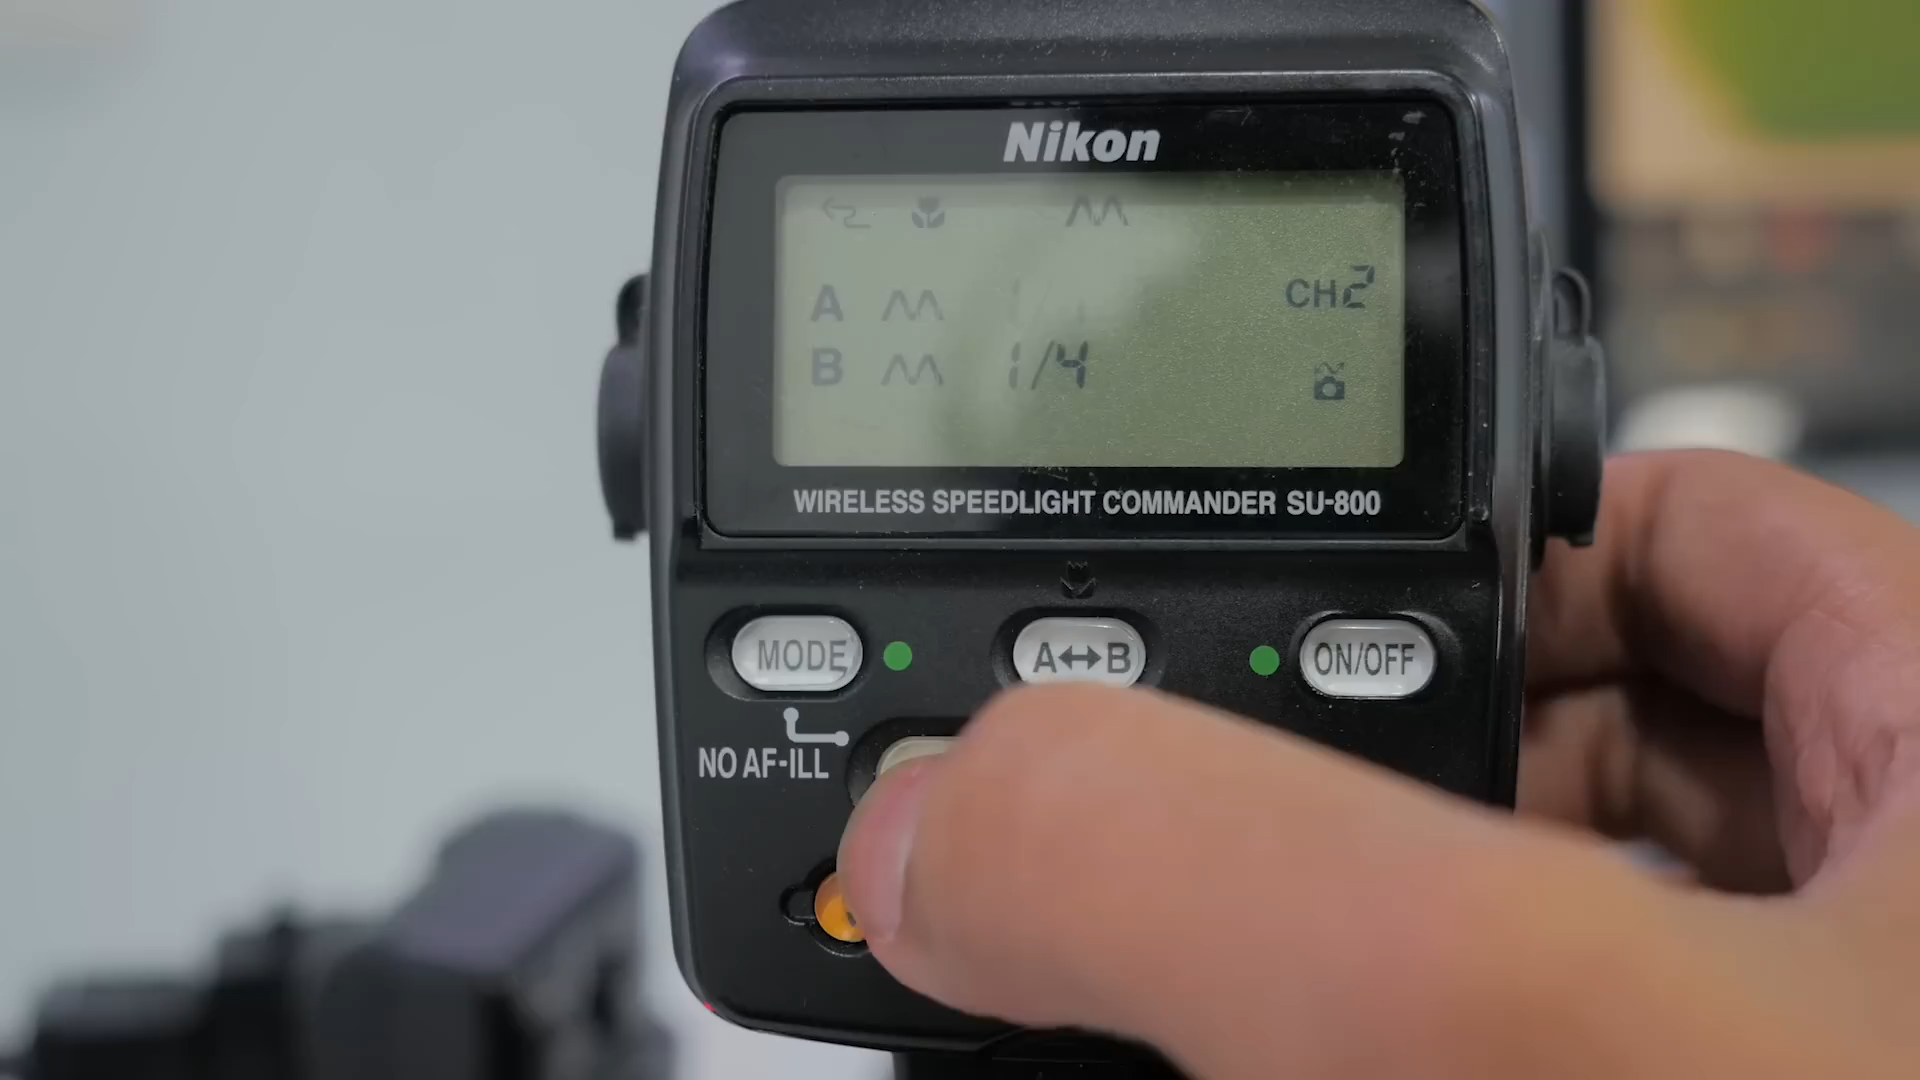 Nikon
A
CH2
B 1/4
WIRELESS SPEEDLIGHT COMMANDER SU-800
MODE A↔B ON/OFF
NO AF-ILL